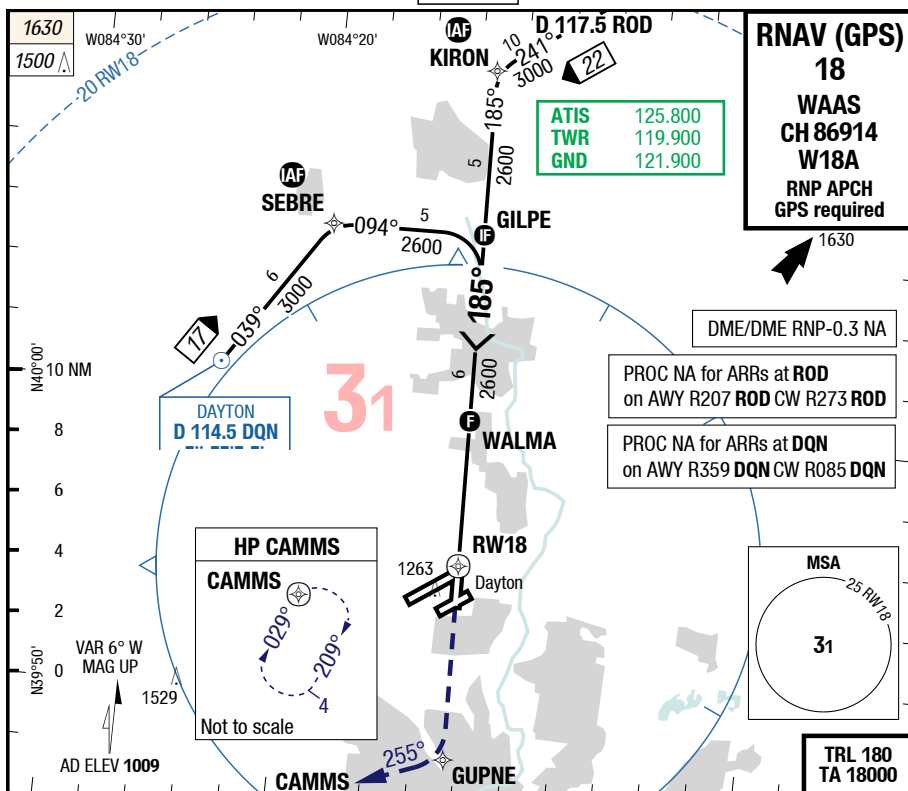 1630
1500
W084°30'
W084°20'
20 RW18
IAF
KIRON
D 117.5 ROD
10
241°
3000
22
185°
5
2600
ATIS 125.800
TWR 119.900
GND 121.900
RNAV (GPS)
18
WAAS
CH 86914
W18A
RNP APCH
GPS required
1630
IAF
SEBRE
094°
5
2600
IF
GILPE
6
3000
039°
17
185°
DME/DME RNP-0.3 NA
PROC NA for ARRs at ROD
on AWY R207 ROD CW R273 ROD
PROC NA for ARRs at DQN
on AWY R359 DQN CW R085 DQN
N40°00'
10 NM
8
6
4
2
0
N39°50'
31
DAYTON
D 114.5 DQN
6
2600
F
WALMA
RW18
1263
Dayton
HP CAMMS
CAMMS
029°
209°
4
Not to scale
MSA
25 RW18
31
VAR 6° W
MAG UP
1529
AD ELEV 1009
255°
CAMMS
GUPNE
TRL 180
TA 18000